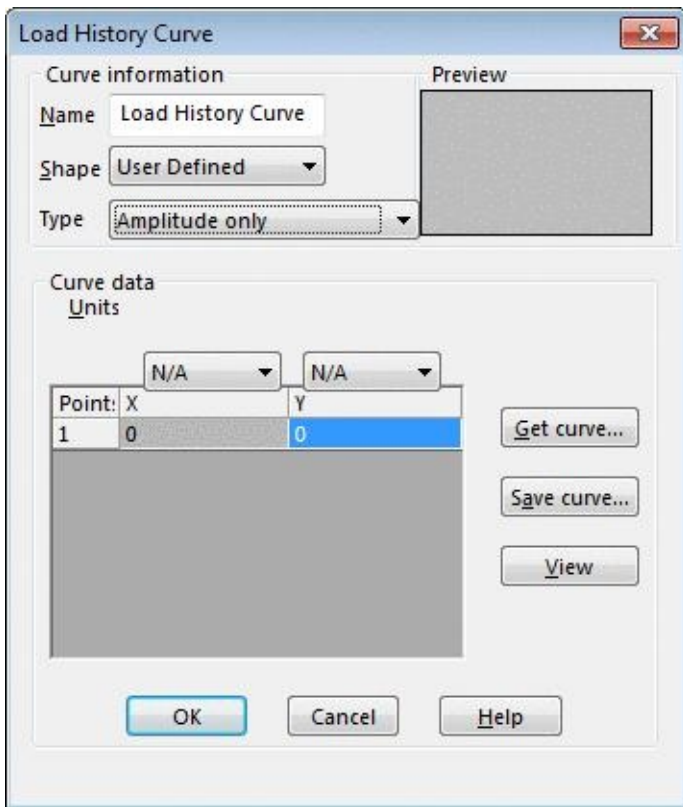 Load History Curve
Curve information
Preview
Name Load History Curve
Shape User Defined
Type Amplitude only
Curve data
Units
N/A N/A
Point: X Y
1 0 0
Get curve...
Save curve...
View
OK Cancel Help